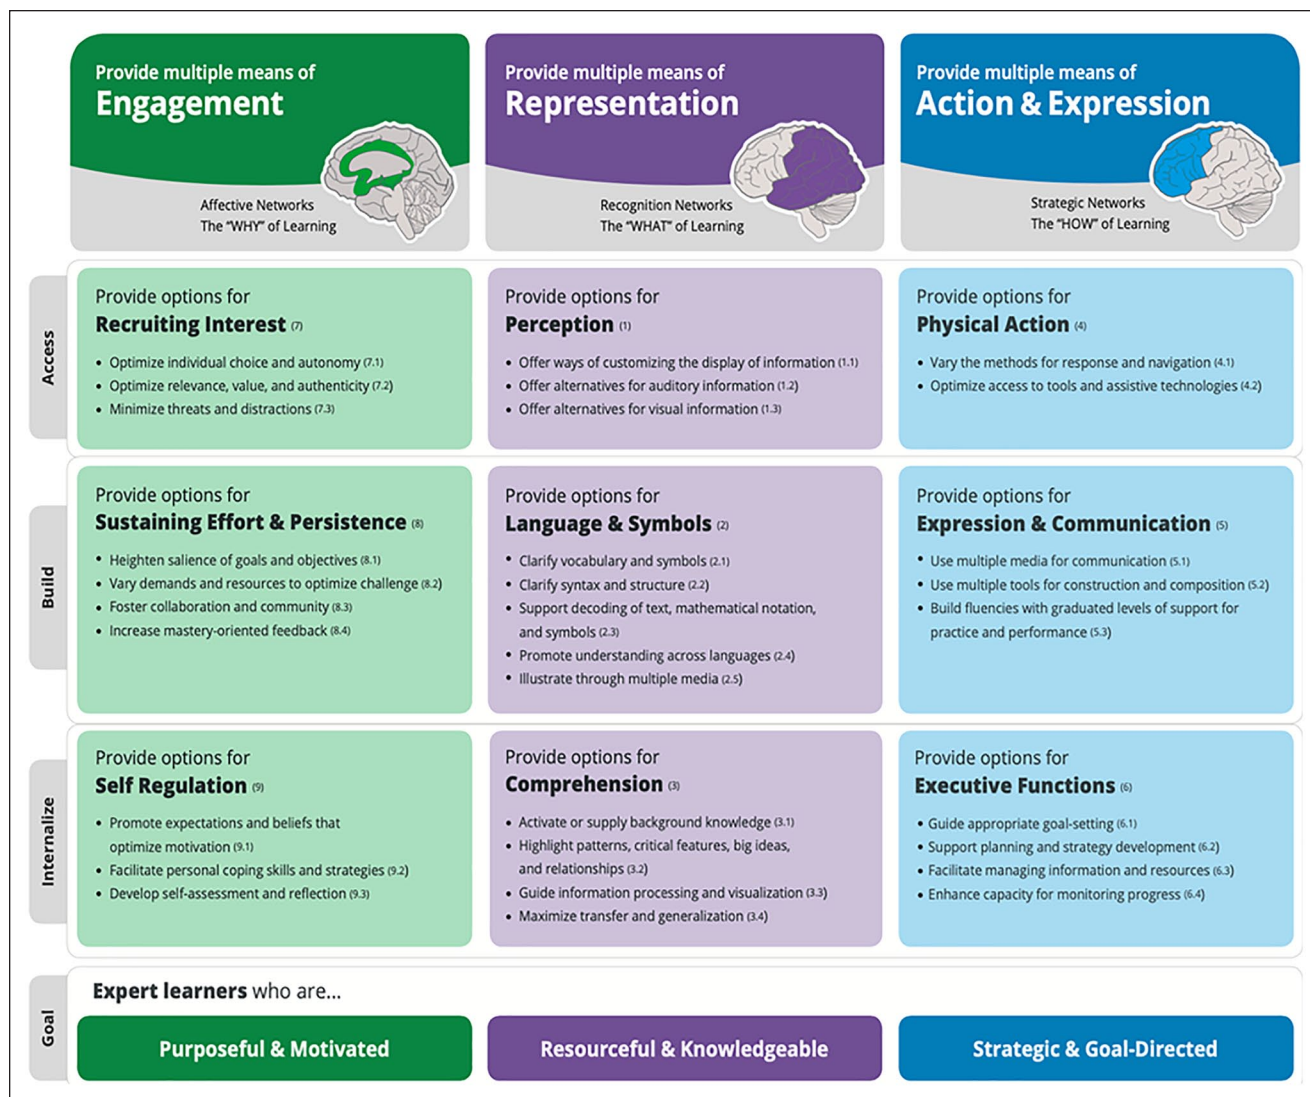 Provide multiple means of
Engagement
Affective Networks
The “WHY” of Learning
Provide multiple means of
Representation
Recognition Networks
The “WHAT” of Learning
Provide multiple means of
Action & Expression
Strategic Networks
The “HOW” of Learning
Access
Provide options for
Recruiting Interest (7)
• Optimize individual choice and autonomy (7.1)
• Optimize relevance, value, and authenticity (7.2)
• Minimize threats and distractions (7.3)
Provide options for
Perception (1)
• Offer ways of customizing the display of information (1.1)
• Offer alternatives for auditory information (1.2)
• Offer alternatives for visual information (1.3)
Provide options for
Physical Action (4)
• Vary the methods for response and navigation (4.1)
• Optimize access to tools and assistive technologies (4.2)
Build
Provide options for
Sustaining Effort & Persistence (8)
• Heighten salience of goals and objectives (8.1)
• Vary demands and resources to optimize challenge (8.2)
• Foster collaboration and community (8.3)
• Increase mastery-oriented feedback (8.4)
Provide options for
Language & Symbols (2)
• Clarify vocabulary and symbols (2.1)
• Clarify syntax and structure (2.2)
• Support decoding of text, mathematical notation,
and symbols (2.3)
• Promote understanding across languages (2.4)
• Illustrate through multiple media (2.5)
Provide options for
Expression & Communication (5)
• Use multiple media for communication (5.1)
• Use multiple tools for construction and composition (5.2)
• Build fluencies with graduated levels of support for
practice and performance (5.3)
Internalize
Provide options for
Self Regulation (9)
• Promote expectations and beliefs that
optimize motivation (9.1)
• Facilitate personal coping skills and strategies (9.2)
• Develop self-assessment and reflection (9.3)
Provide options for
Comprehension (3)
• Activate or supply background knowledge (3.1)
• Highlight patterns, critical features, big ideas,
and relationships (3.2)
• Guide information processing and visualization (3.3)
• Maximize transfer and generalization (3.4)
Provide options for
Executive Functions (6)
• Guide appropriate goal-setting (6.1)
• Support planning and strategy development (6.2)
• Facilitate managing information and resources (6.3)
• Enhance capacity for monitoring progress (6.4)
Goal
Expert learners who are...
Purposeful & Motivated
Resourceful & Knowledgeable
Strategic & Goal-Directed